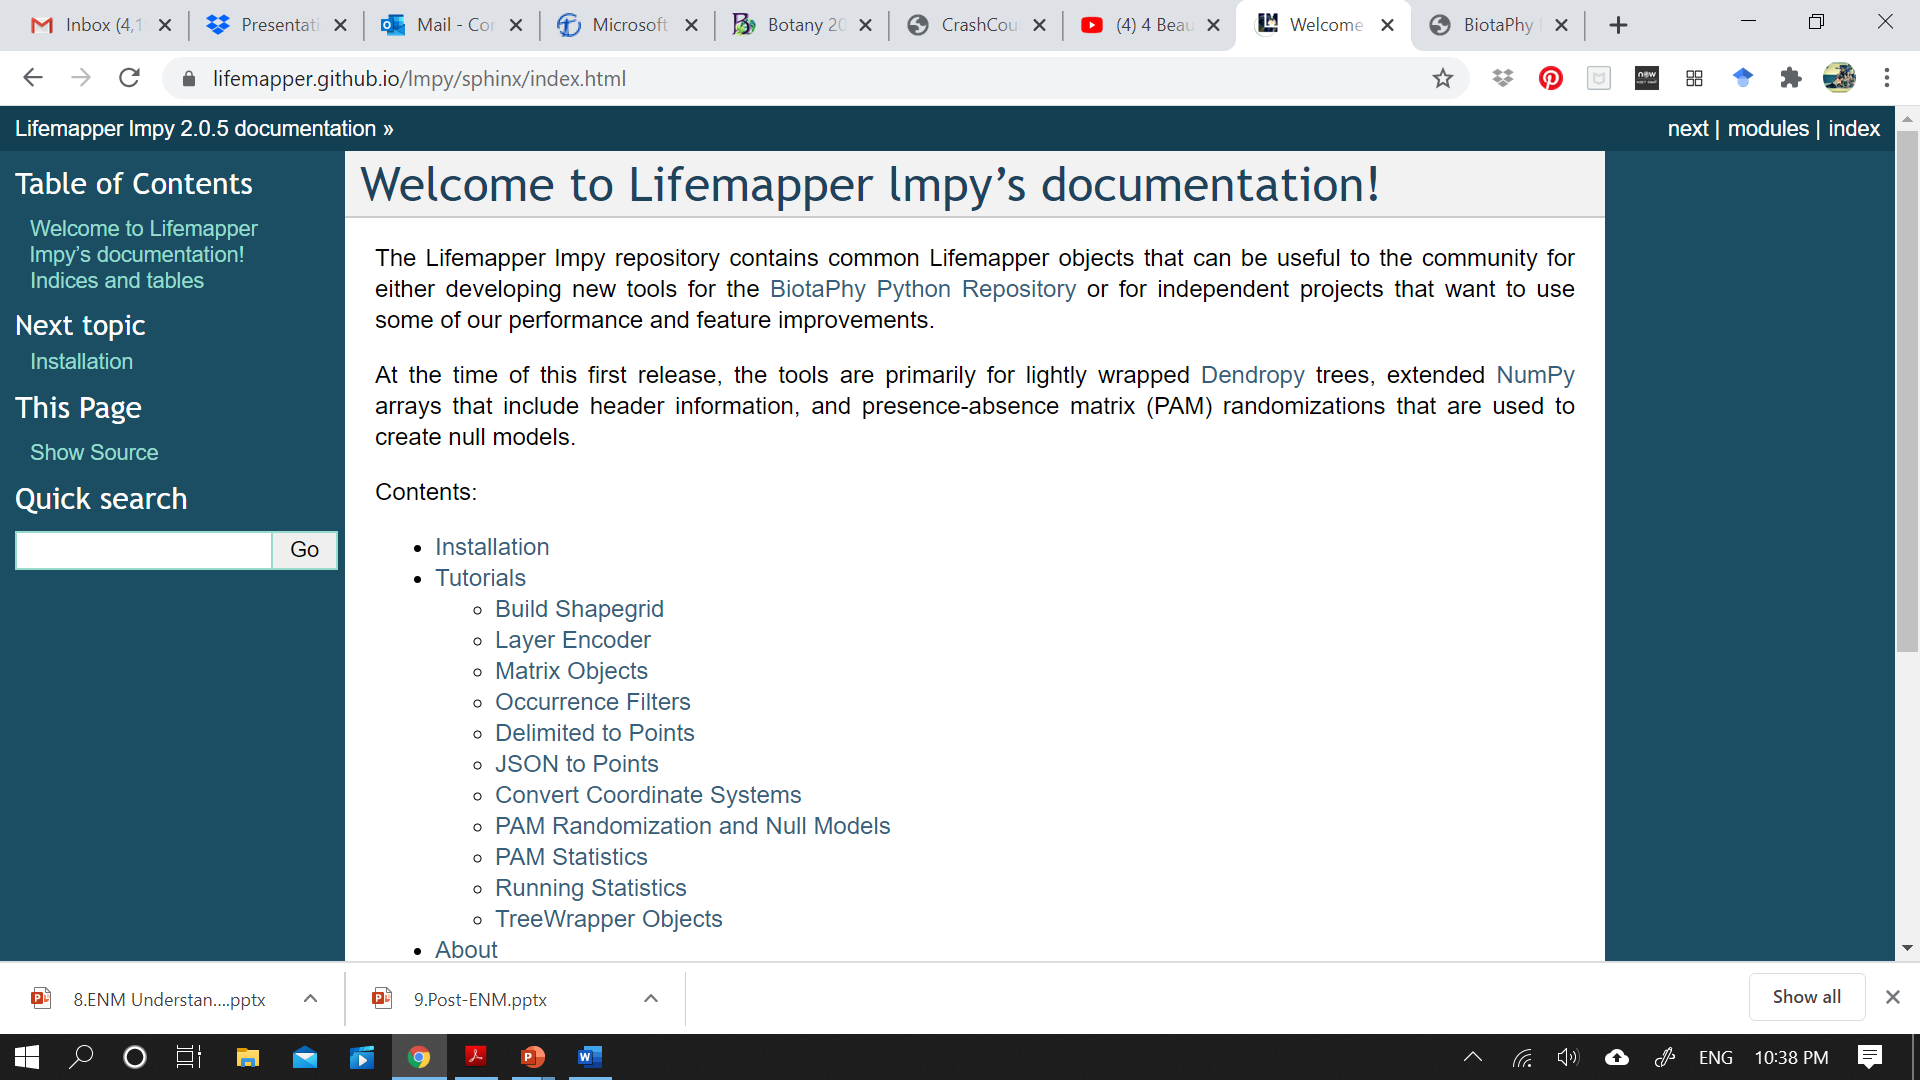 Inbox (4,1
Presentati
Mail - Cor
Microsoft
Botany 20
CrashCou
(4) 4 Beau
Welcome
BiotaPhy
lifemapper.github.io/lmpy/sphinx/index.html
Lifemapper lmpy 2.0.5 documentation »
next | modules | index
Table of Contents
Welcome to Lifemapper
lmpy’s documentation!
Indices and tables
Next topic
Installation
This Page
Show Source
Quick search
Go
Welcome to Lifemapper lmpy’s documentation!
The Lifemapper lmpy repository contains common Lifemapper objects that can be useful to the community for
either developing new tools for the BiotaPhy Python Repository or for independent projects that want to use
some of our performance and feature improvements.
At the time of this first release, the tools are primarily for lightly wrapped Dendropy trees, extended NumPy
arrays that include header information, and presence-absence matrix (PAM) randomizations that are used to
create null models.
Contents:
Installation
Tutorials
Build Shapegrid
Layer Encoder
Matrix Objects
Occurrence Filters
Delimited to Points
JSON to Points
Convert Coordinate Systems
PAM Randomization and Null Models
PAM Statistics
Running Statistics
TreeWrapper Objects
About
8.ENM Understan....pptx
9.Post-ENM.pptx
Show all
ENG
10:38 PM